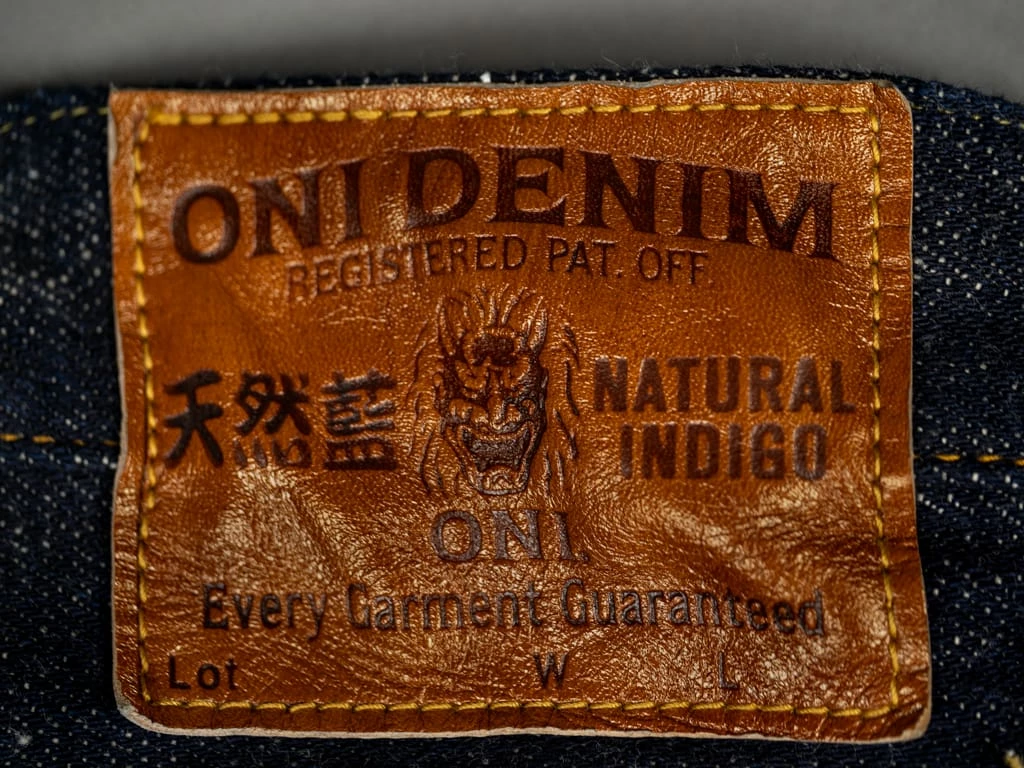 ONI DENIM
REGISTERED PAT. OFF.
天然藍
NATURAL
INDIGO
ONI.
Every Garment Guaranteed
Lot W L